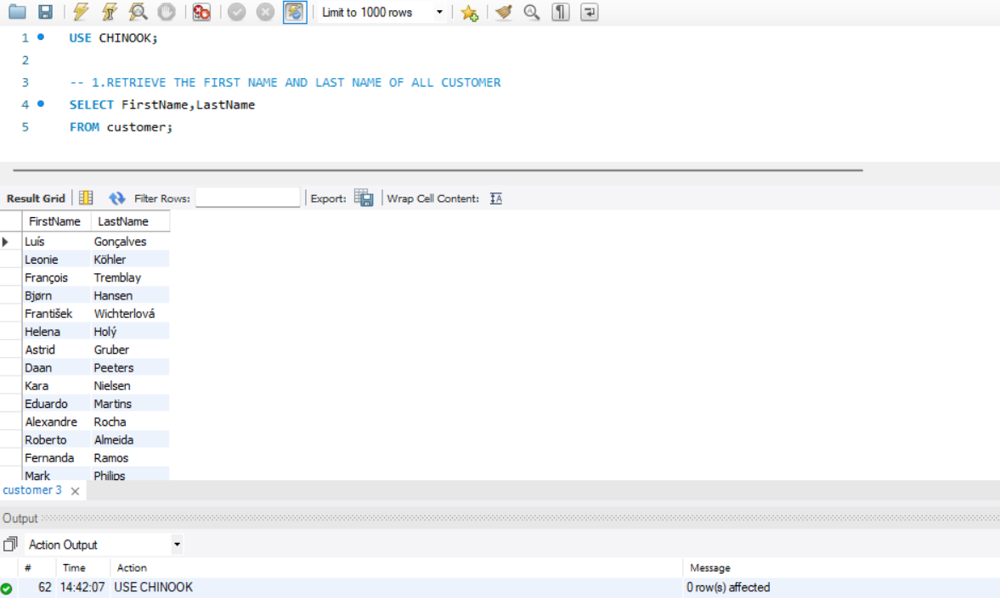 Limit to 1000 rows
1 USE CHINOOK;
2
3 -- 1.RETRIEVE THE FIRST NAME AND LAST NAME OF ALL CUSTOMER
4 SELECT FirstName,LastName
5 FROM customer;
Result Grid Filter Rows: Export: Wrap Cell Content: IA
FirstName LastName
Luís Gonçalves
Leonie Köhler
François Tremblay
Bjørn Hansen
František Wichterlová
Helena Holý
Astrid Gruber
Daan Peeters
Kara Nielsen
Eduardo Martins
Alexandre Rocha
Roberto Almeida
Fernanda Ramos
Mark Philips
customer 3
Output
Action Output
# Time Action Message
62 14:42:07 USE CHINOOK 0 row(s) affected